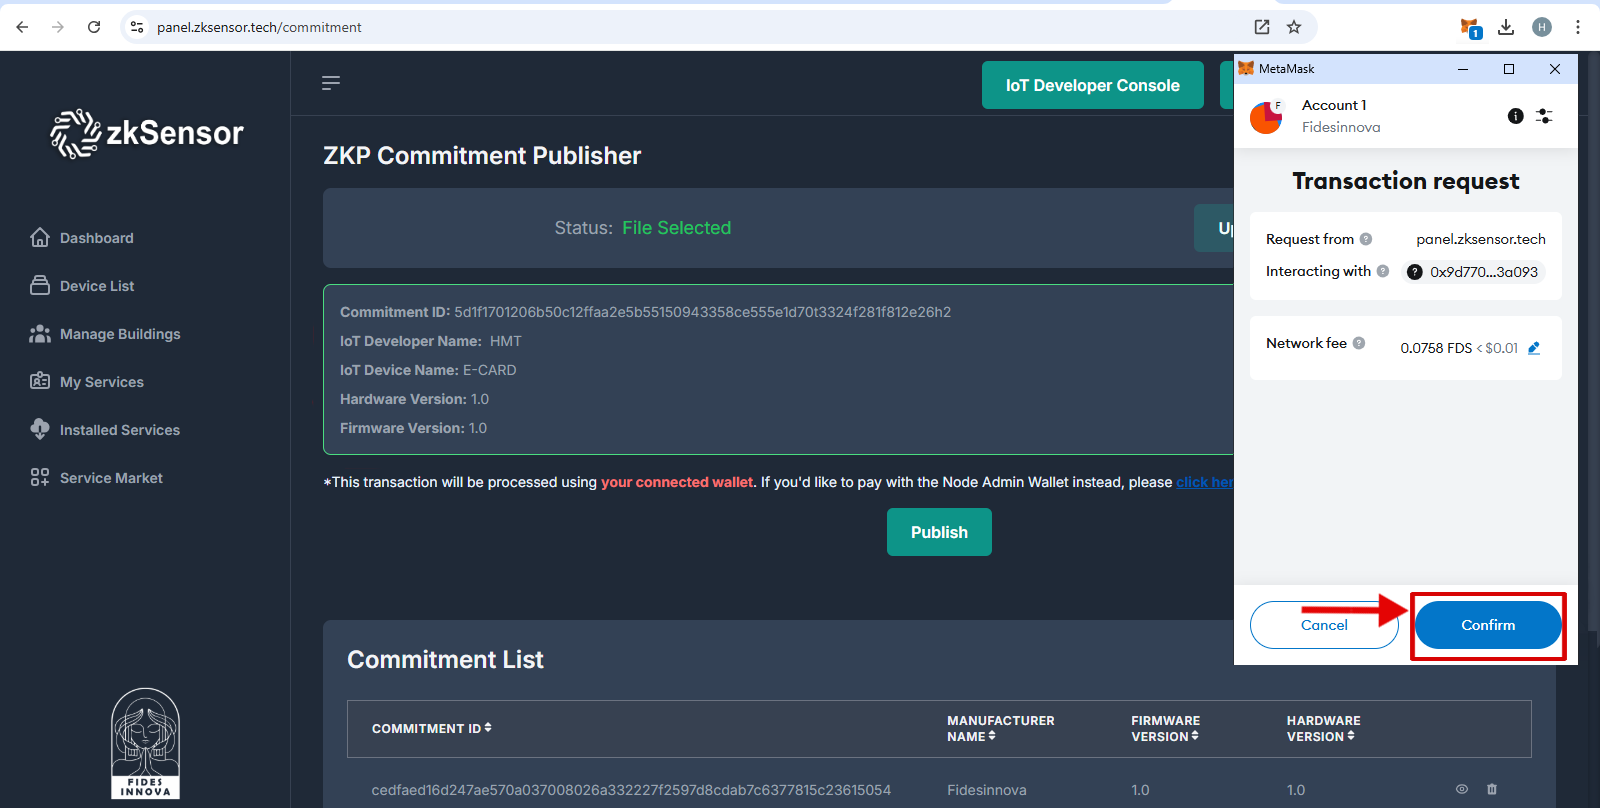 panel.zksensor.tech/commitment
1
H
zkSensor
Dashboard
Device List
Manage Buildings
My Services
Installed Services
Service Market
FIDES
INNOVA
IoT Developer Console
ZKP Commitment Publisher
Status: File Selected
Commitment ID: 5d1f1701206b50c12ffaa2e5b55150943358ce555e1d70t3324f281f812e26h2
IoT Developer Name: HMT
IoT Device Name: E-CARD
Hardware Version: 1.0
Firmware Version: 1.0
*This transaction will be processed using your connected wallet. If you'd like to pay with the Node Admin Wallet instead, please click her
Publish
Commitment List
COMMITMENT ID
MANUFACTURER
NAME
FIRMWARE
VERSION
HARDWARE
VERSION
cedfaed16d247ae570a037008026a332227f2597d8cdab7c6377815c23615054 Fidesinnova 1.0 1.0
MetaMask
F
Account 1
Fidesinnova
Transaction request
Request from ? panel.zksensor.tech
Interacting with ? ? 0x9d770...3a093
Network fee ? 0.0758 FDS < $0.01
Cancel
Confirm